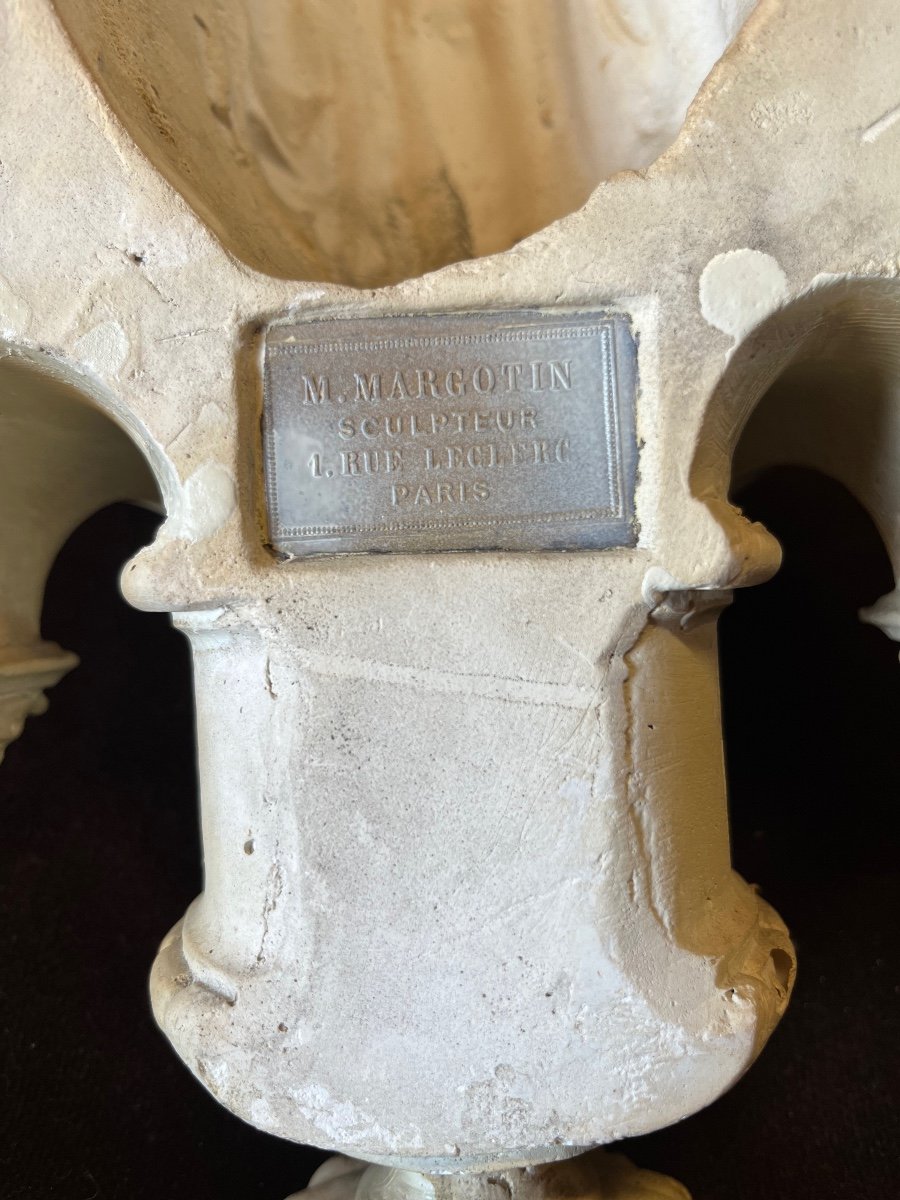 M. MARGOTIN
SCULPTEUR
1. RUE LECLERC
PARIS